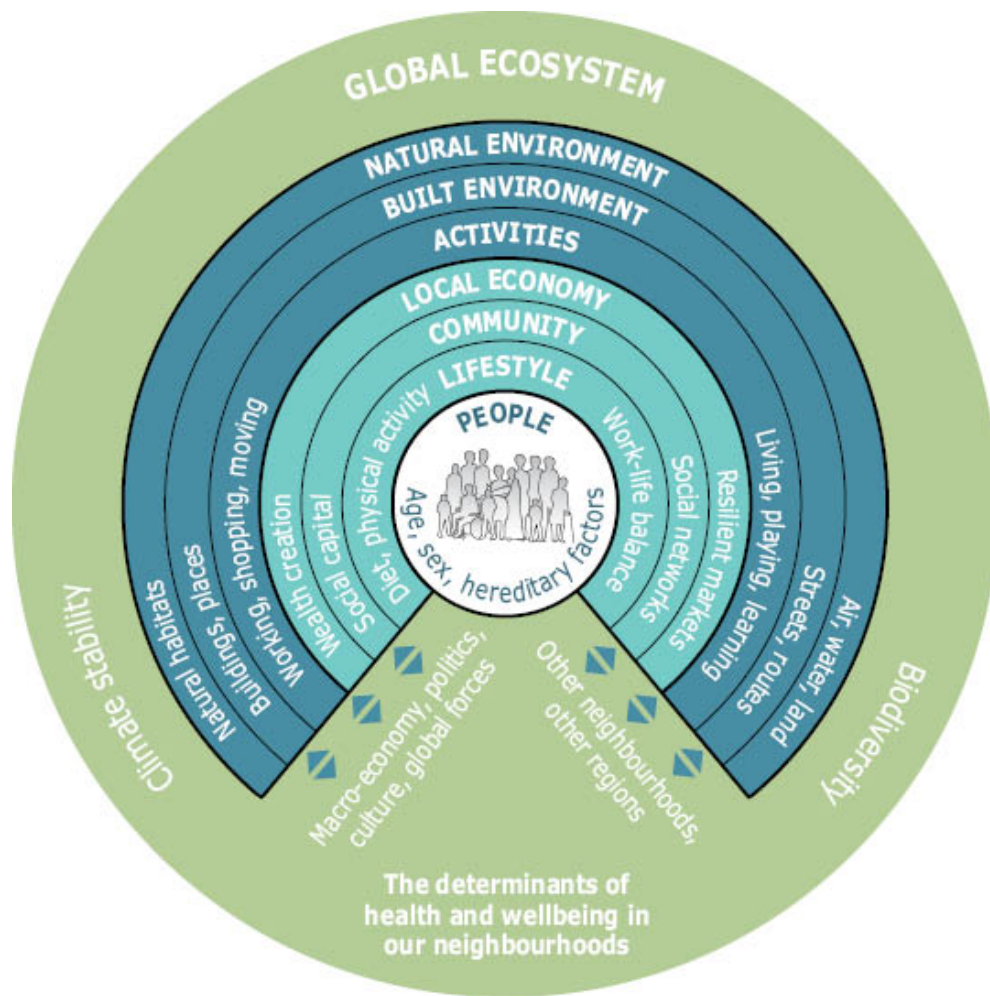 GLOBAL ECOSYSTEM
NATURAL ENVIRONMENT
BUILT ENVIRONMENT
ACTIVITIES
LOCAL ECONOMY
COMMUNITY
LIFESTYLE
PEOPLE
Age, sex, hereditary factors
Diet, physical activity
Work-life balance
Social capital
Social networks
Wealth creation
Resilient markets
Working, shopping, moving
Living, playing, learning
Buildings, places
Streets, routes
Natural habitats
Air, water, land
Climate stability
Biodiversity
Macro-economy, politics,
culture, global forces
Other neighbourhoods,
other regions
The determinants of
health and wellbeing in
our neighbourhoods